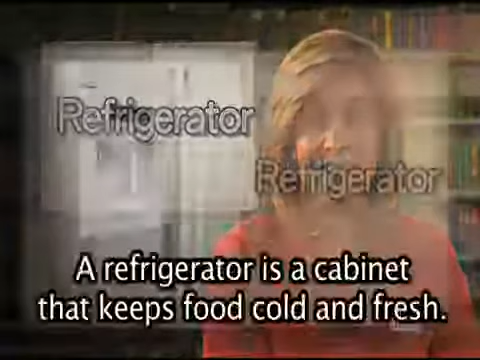 Refrigerator
Refrigerator
A refrigerator is a cabinet
that keeps food cold and fresh.